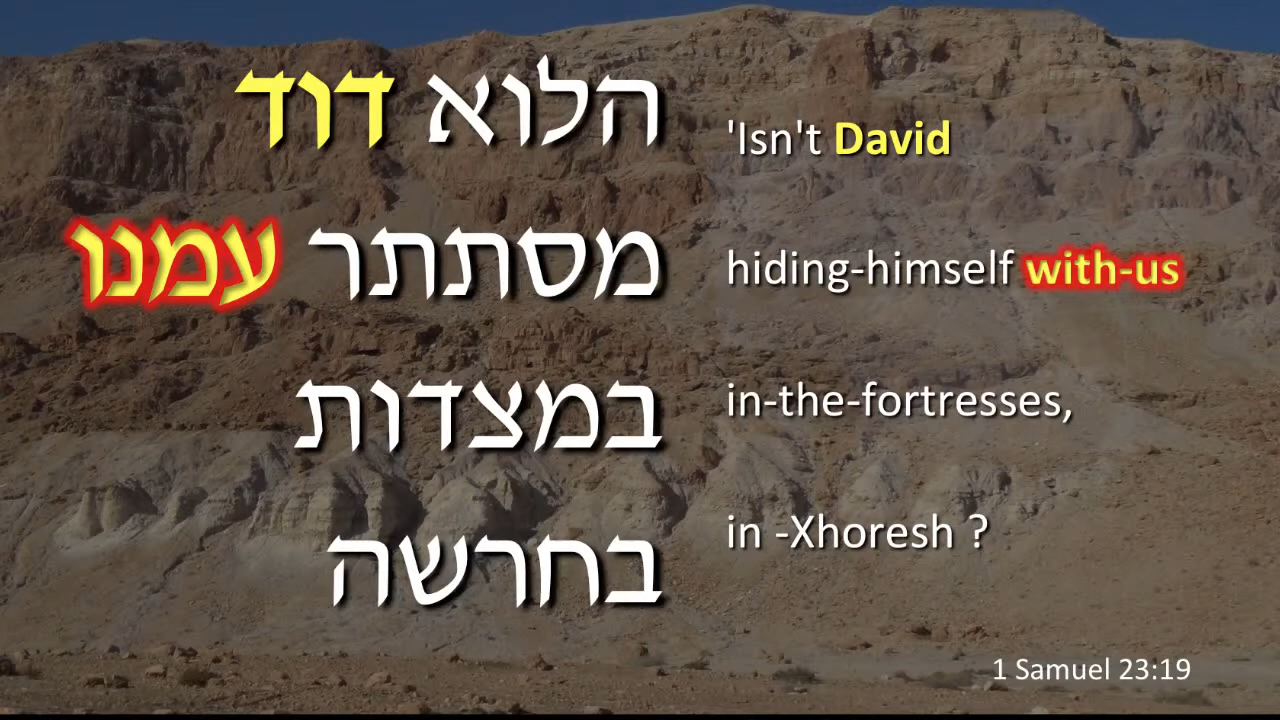 הלוא דוד
'Isn't David
מסתתר עמנו
hiding-himself with-us
במצדות
in-the-fortresses,
בחרשה
in -Xhoresh ?
1 Samuel 23:19